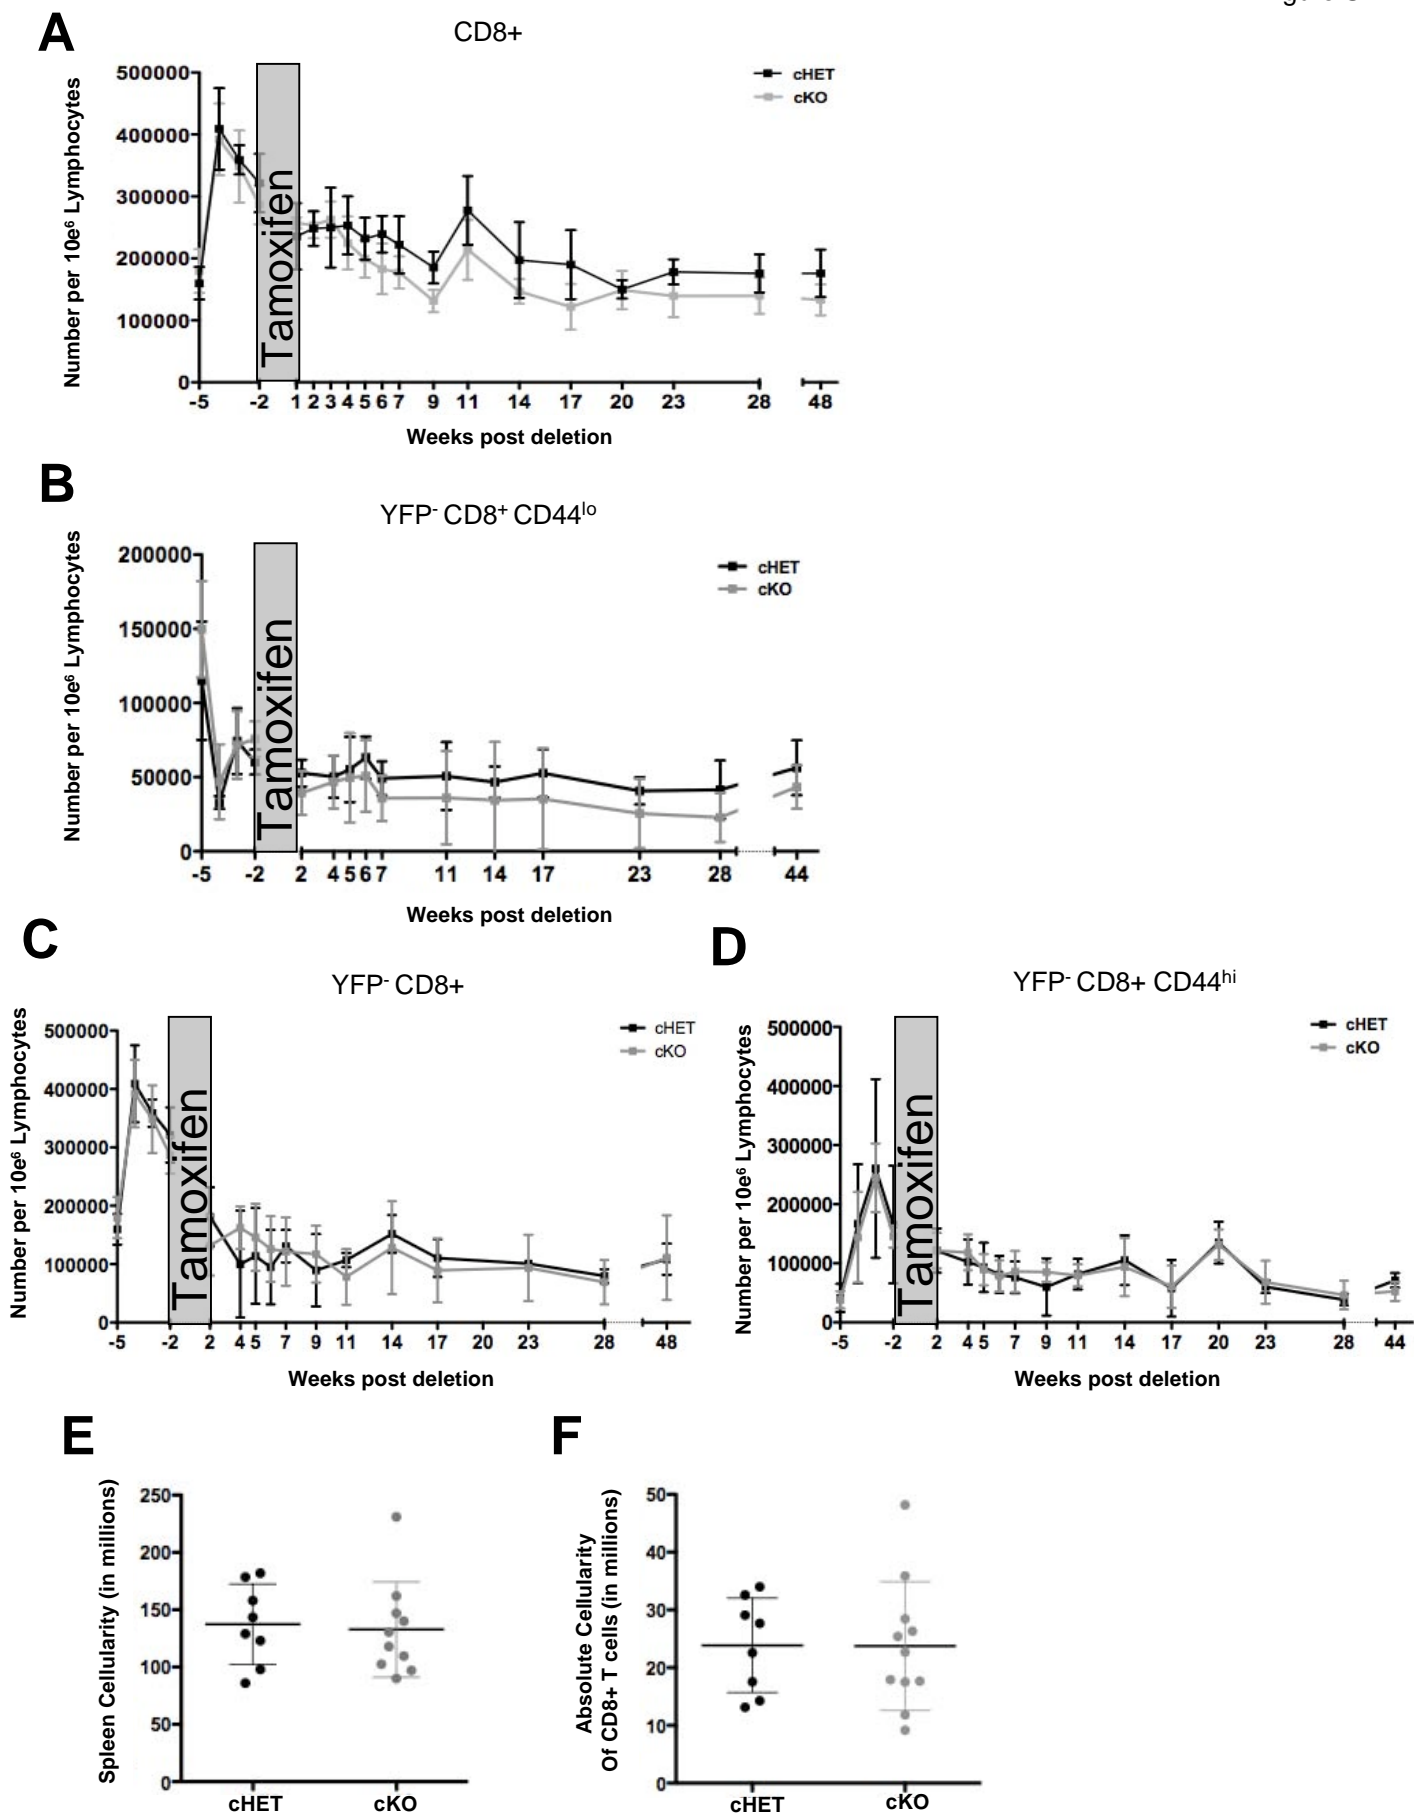 A
CD8+
Number per 10e⁶ Lymphocytes
500000
400000
300000
200000
100000
0
cHET
cKO
Tamoxifen
-5 -2 1 2 3 4 5 6 7 9 11 14 17 20 23 28 48
Weeks post deletion
B
YFP⁻ CD8⁺ CD44ˡᵒ
Number per 10e⁶ Lymphocytes
200000
150000
100000
50000
0
cHET
cKO
Tamoxifen
-5 -2 2 4 5 6 7 11 14 17 23 28 44
Weeks post deletion
C
YFP⁻ CD8+
Number per 10e⁶ Lymphocytes
500000
400000
300000
200000
100000
0
cHET
cKO
Tamoxifen
-5 -2 2 4 5 7 9 11 14 17 20 23 28 48
Weeks post deletion
D
YFP⁻ CD8+ CD44ʰⁱ
Number per 10e⁶ Lymphocytes
500000
400000
300000
200000
100000
0
cHET
cKO
Tamoxifen
-5 -2 2 4 5 7 9 11 14 17 20 23 28 44
Weeks post deletion
E
Spleen Cellularity (in millions)
250
200
150
100
50
0
cHET cKO
F
Absolute Cellularity
Of CD8+ T cells (in millions)
50
40
30
20
10
0
cHET cKO